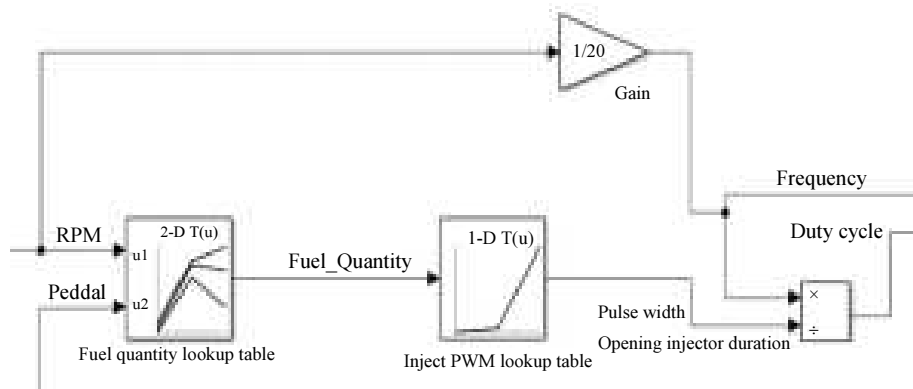 1/20
Gain
Frequency
RPM
2-D T(u)
u1
Fuel_Quantity
1-D T(u)
Duty cycle
Peddal
u2
×
Pulse width
÷
Fuel quantity lookup table
Inject PWM lookup table
Opening injector duration